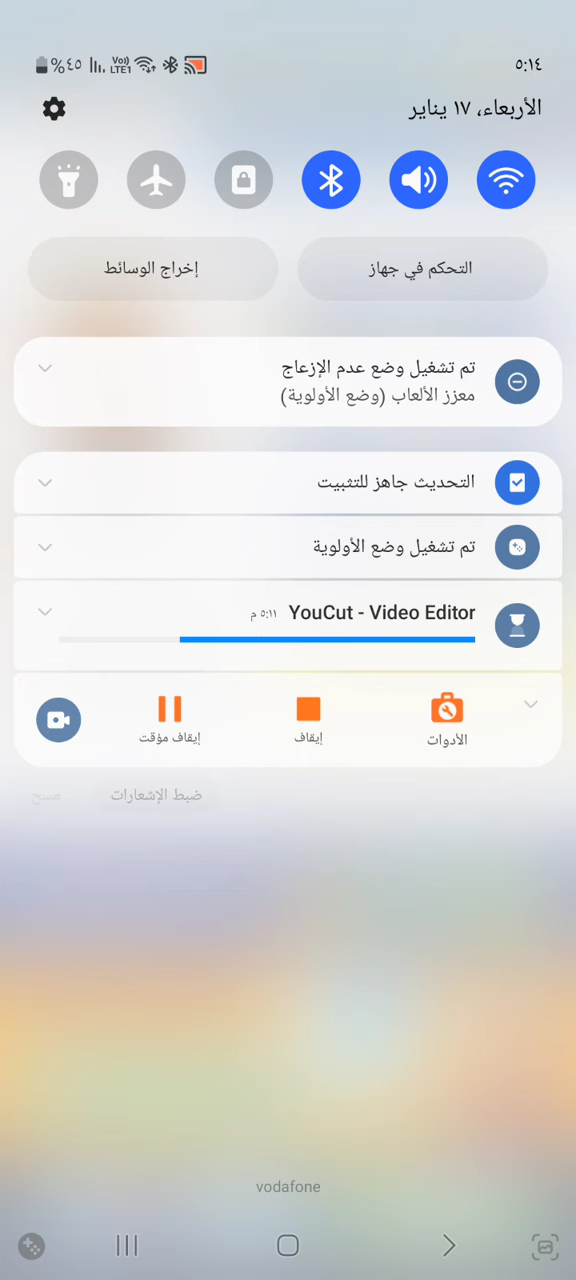 ٥:١٤
٤٥%
Vo))
LTE1
الأربعاء، ١٧ يناير
التحكم في جهاز
إخراج الوسائط
تم تشغيل وضع عدم الإزعاج
معزز الألعاب (وضع الأولوية)
التحديث جاهز للتثبيت
تم تشغيل وضع الأولوية
YouCut - Video Editor ٥:١١ م
الأدوات
إيقاف
إيقاف مؤقت
ضبط الإشعارات
مسح
vodafone